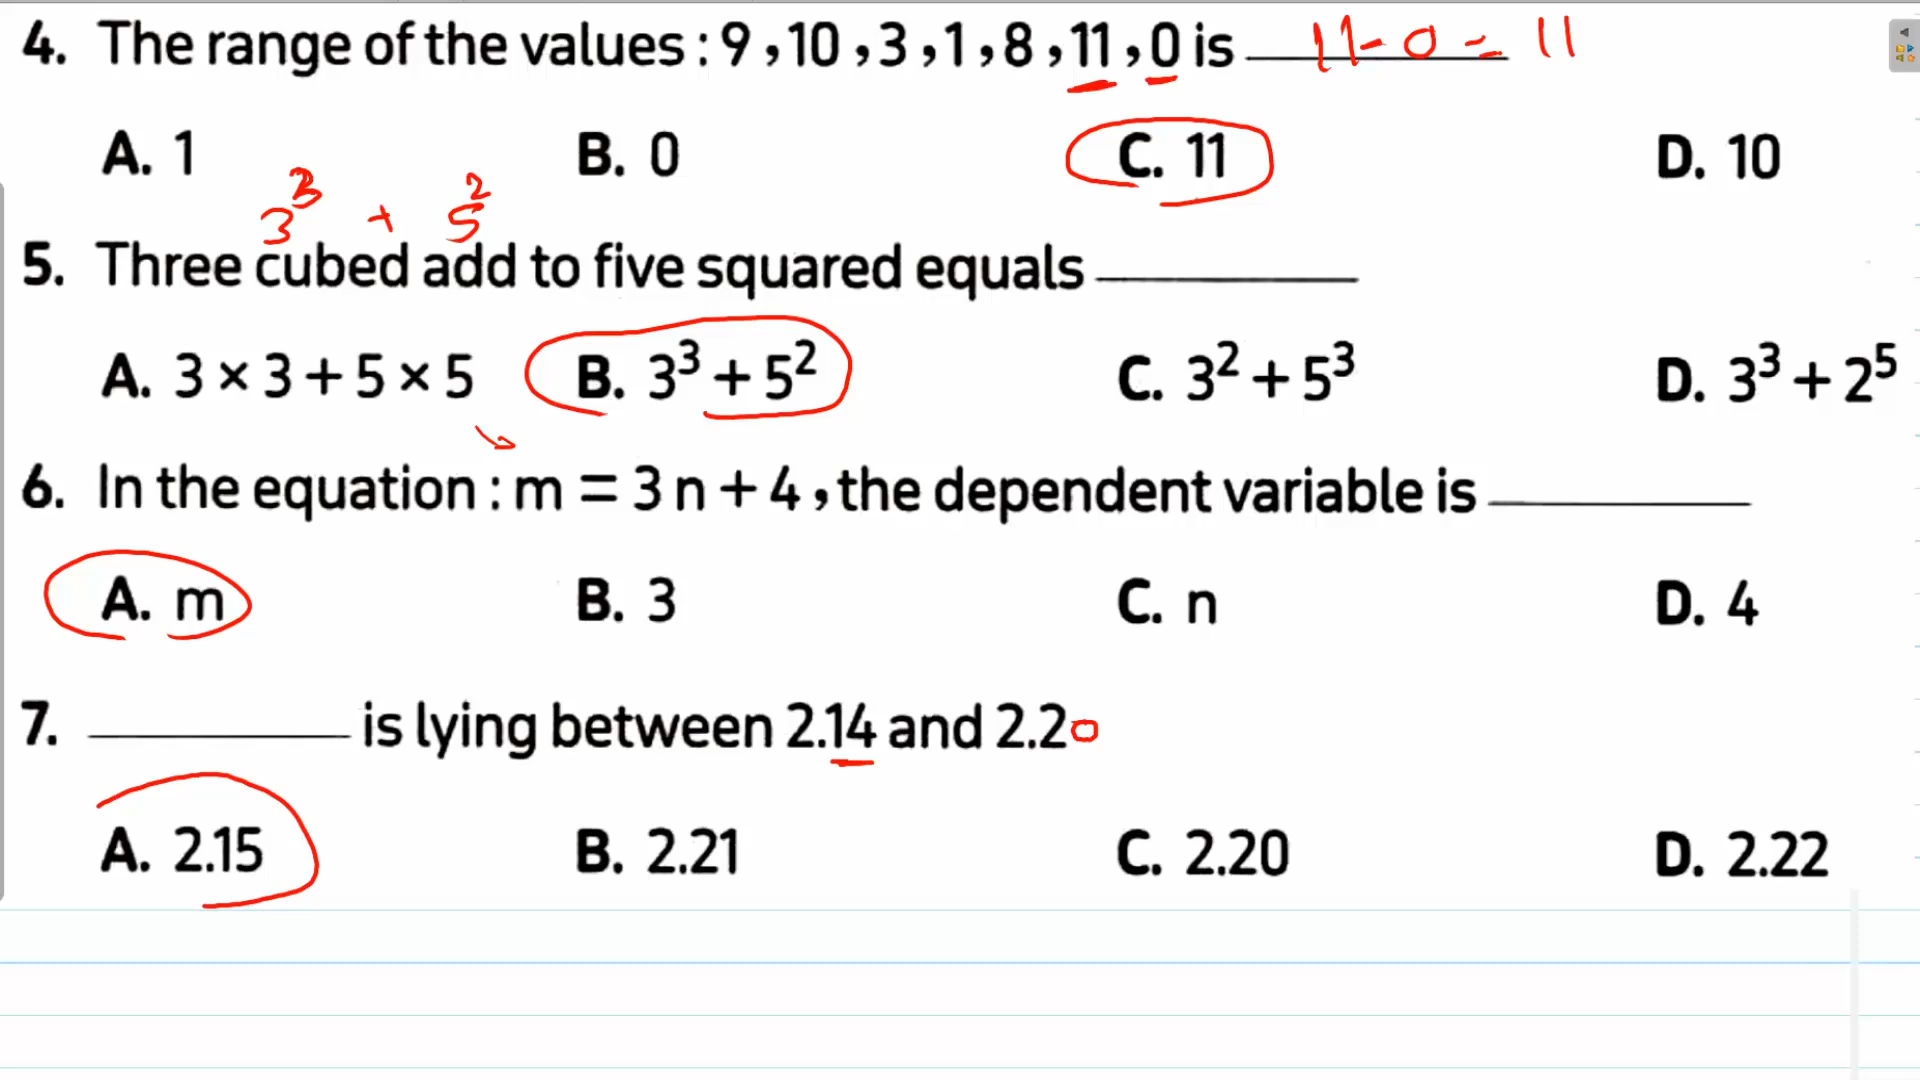 4. The range of the values : 9 , 10 , 3 , 1 , 8 , 11 , 0 is ______ 11 - 0 = 11
A. 1 B. 0 C. 11 D. 10
3³ + 5²
5. Three cubed add to five squared equals ______
A. 3 × 3 + 5 × 5 B. 3³ + 5² C. 3² + 5³ D. 3³ + 2⁵
6. In the equation : m = 3 n + 4 , the dependent variable is ______
A. m B. 3 C. n D. 4
7. ______ is lying between 2.14 and 2.20
A. 2.15 B. 2.21 C. 2.20 D. 2.22